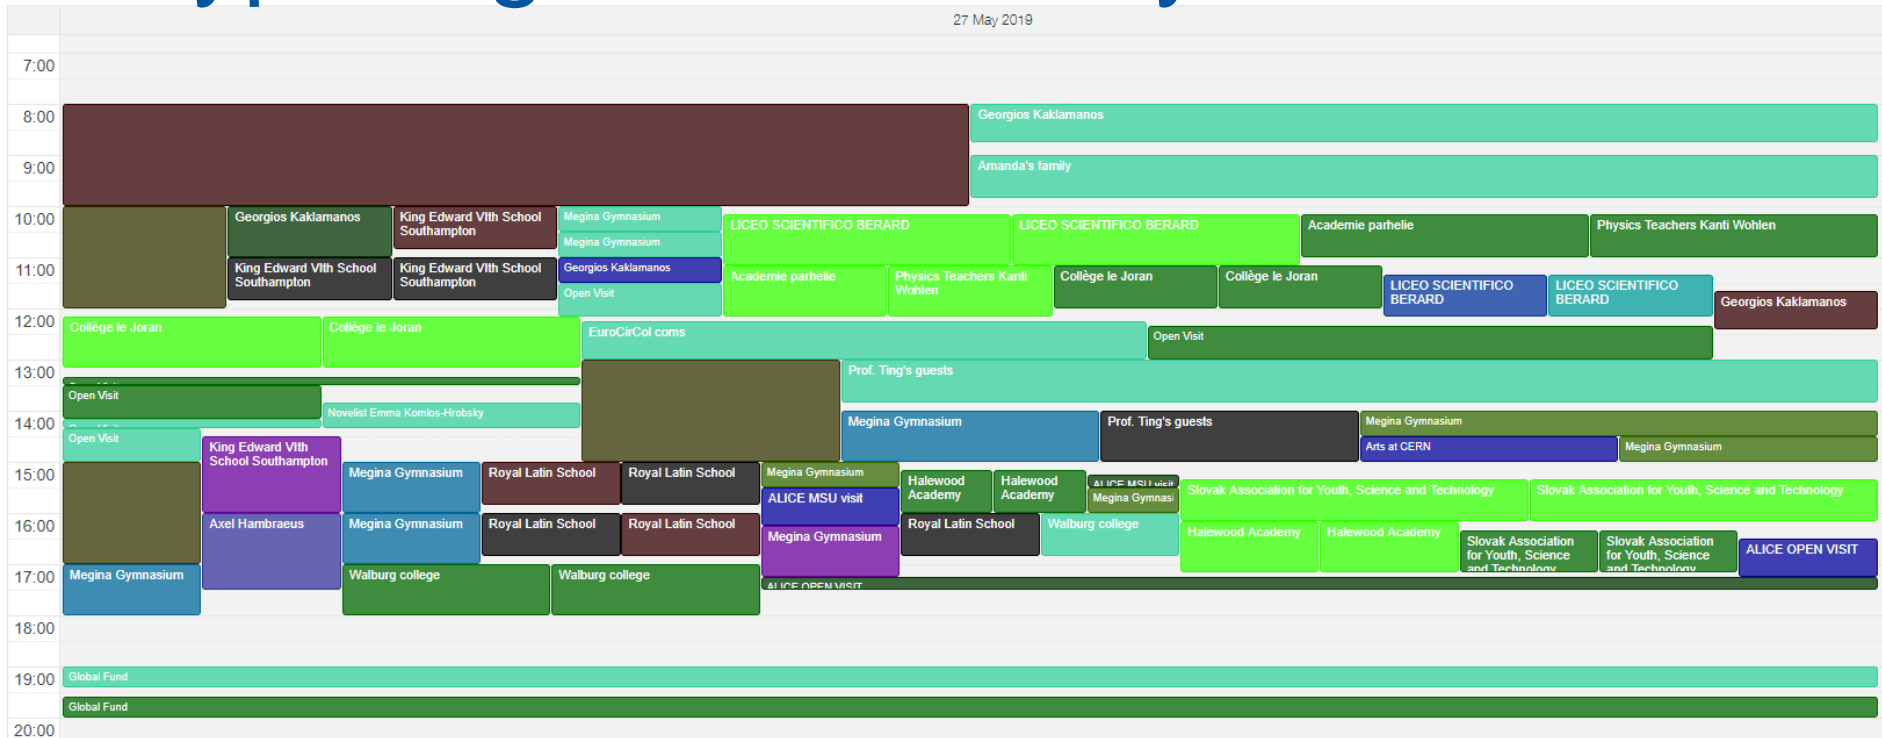 27 May 2019
7:00
8:00
Georgios Kaklamanos
9:00
Amanda's family
10:00
Georgios Kaklamanos
King Edward VIth School
Southampton
Megina Gymnasium
Megina Gymnasium
LICEO SCIENTIFICO BERARD
LICEO SCIENTIFICO BERARD
Academie parhelie
Physics Teachers Kanti Wohlen
11:00
King Edward VIth School
Southampton
King Edward VIth School
Southampton
Georgios Kaklamanos
Open Visit
Academie parhelie
Physics Teachers Kanti
Wohlen
Collège le Joran
Collège le Joran
LICEO SCIENTIFICO
BERARD
LICEO SCIENTIFICO
BERARD
Georgios Kaklamanos
12:00
Collège le Joran
Collège le Joran
EuroCirCol coms
Open Visit
13:00
Prof. Ting's guests
Open Visit
Novelist Emma Komlos-Hrobsky
14:00
Megina Gymnasium
Prof. Ting's guests
Megina Gymnasium
Open Visit
King Edward VIth
School Southampton
Arts at CERN
Megina Gymnasium
15:00
Megina Gymnasium
Royal Latin School
Royal Latin School
Megina Gymnasium
ALICE MSU visit
Halewood
Academy
Halewood
Academy
ALICE MSU visit
Megina Gymnasi
Slovak Association for Youth, Science and Technology
Slovak Association for Youth, Science and Technology
16:00
Axel Hambraeus
Megina Gymnasium
Royal Latin School
Royal Latin School
Megina Gymnasium
Royal Latin School
Walburg college
Halewood Academy
Halewood Academy
Slovak Association
for Youth, Science
and Technology
Slovak Association
for Youth, Science
and Technology
ALICE OPEN VISIT
17:00
Megina Gymnasium
Walburg college
Walburg college
ALICE OPEN VISIT
18:00
19:00
Global Fund
Global Fund
20:00